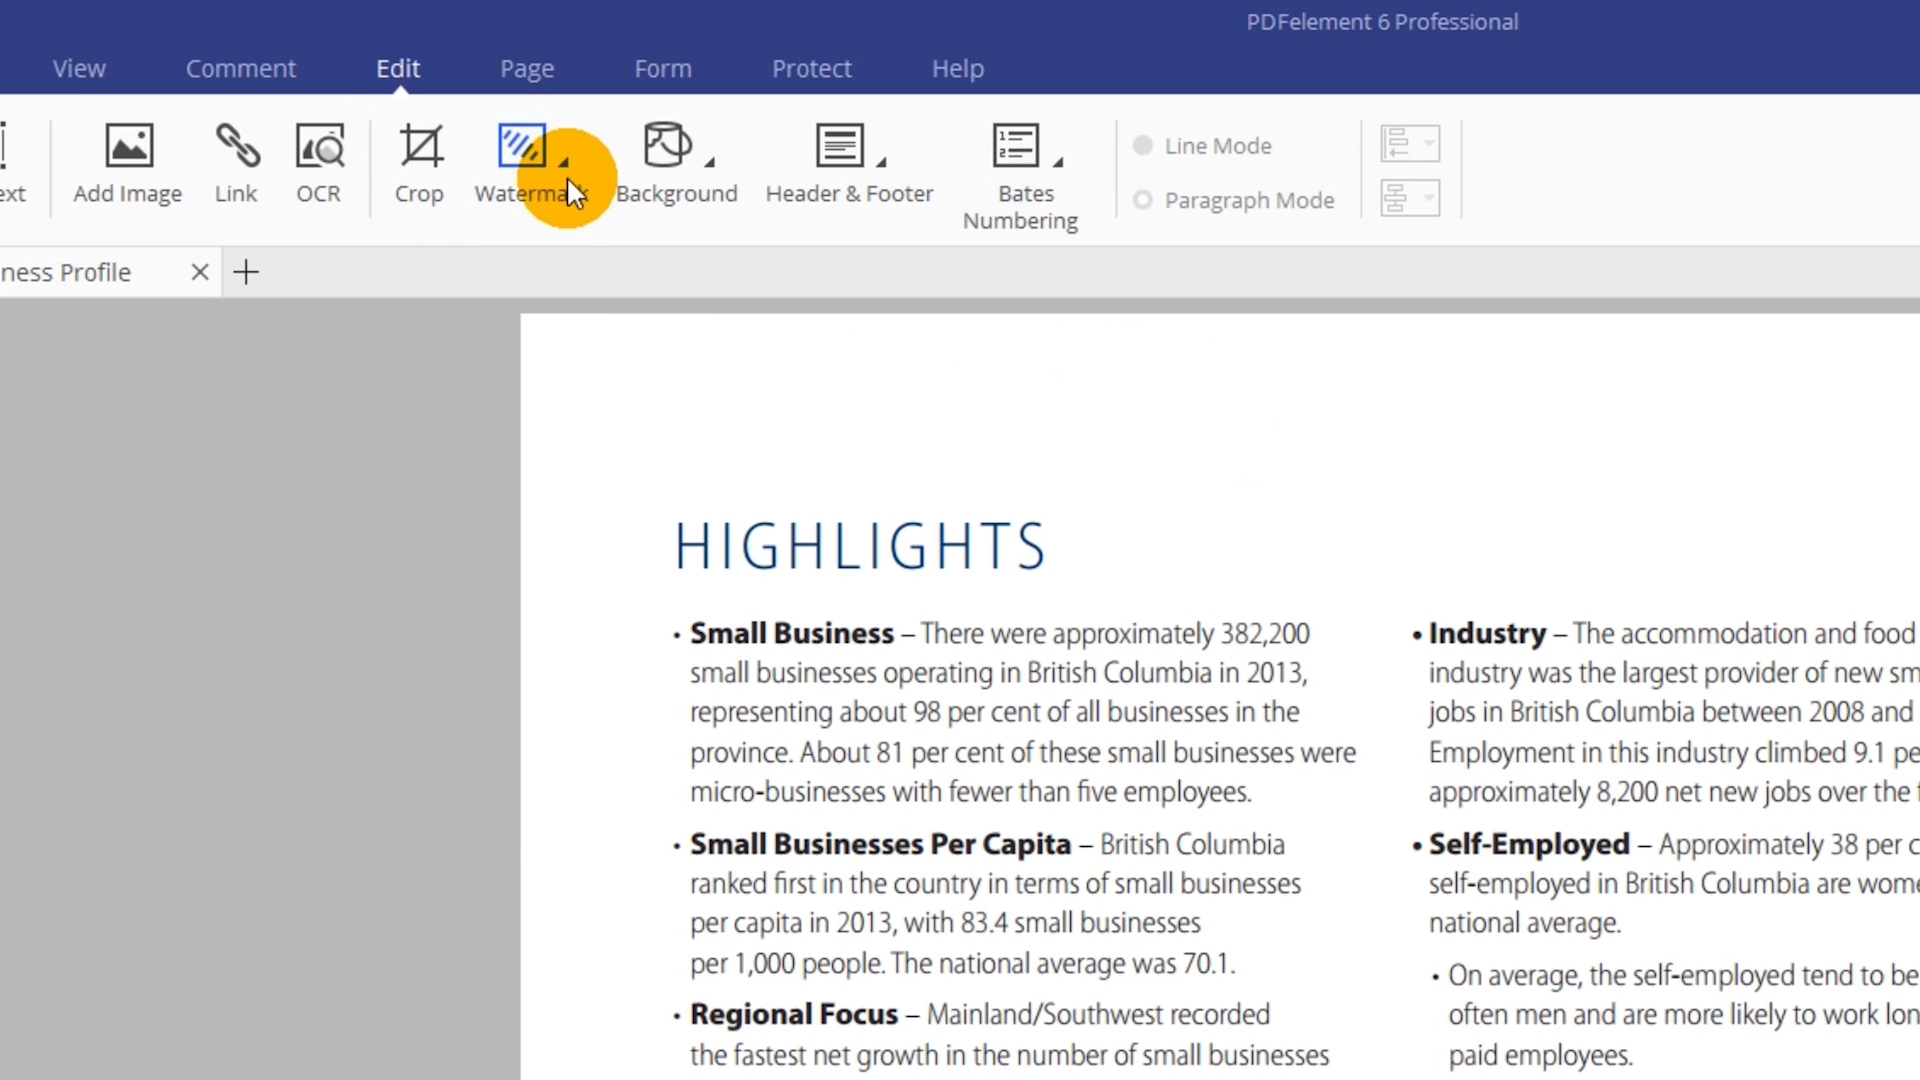 PDFelement 6 Professional
View Comment Edit Page Form Protect Help
Add Image Link OCR Crop Watermark Background Header & Footer Bates Numbering
Line Mode
Paragraph Mode
ness Profile
HIGHLIGHTS
• Small Business – There were approximately 382,200
small businesses operating in British Columbia in 2013,
representing about 98 per cent of all businesses in the
province. About 81 per cent of these small businesses were
micro-businesses with fewer than five employees.
• Small Businesses Per Capita – British Columbia
ranked first in the country in terms of small businesses
per capita in 2013, with 83.4 small businesses
per 1,000 people. The national average was 70.1.
• Regional Focus – Mainland/Southwest recorded
the fastest net growth in the number of small businesses
• Industry – The accommodation and food
industry was the largest provider of new sm
jobs in British Columbia between 2008 and
Employment in this industry climbed 9.1 pe
approximately 8,200 net new jobs over the
• Self-Employed – Approximately 38 per c
self-employed in British Columbia are wome
national average.
• On average, the self-employed tend to be
often men and are more likely to work lon
paid employees.